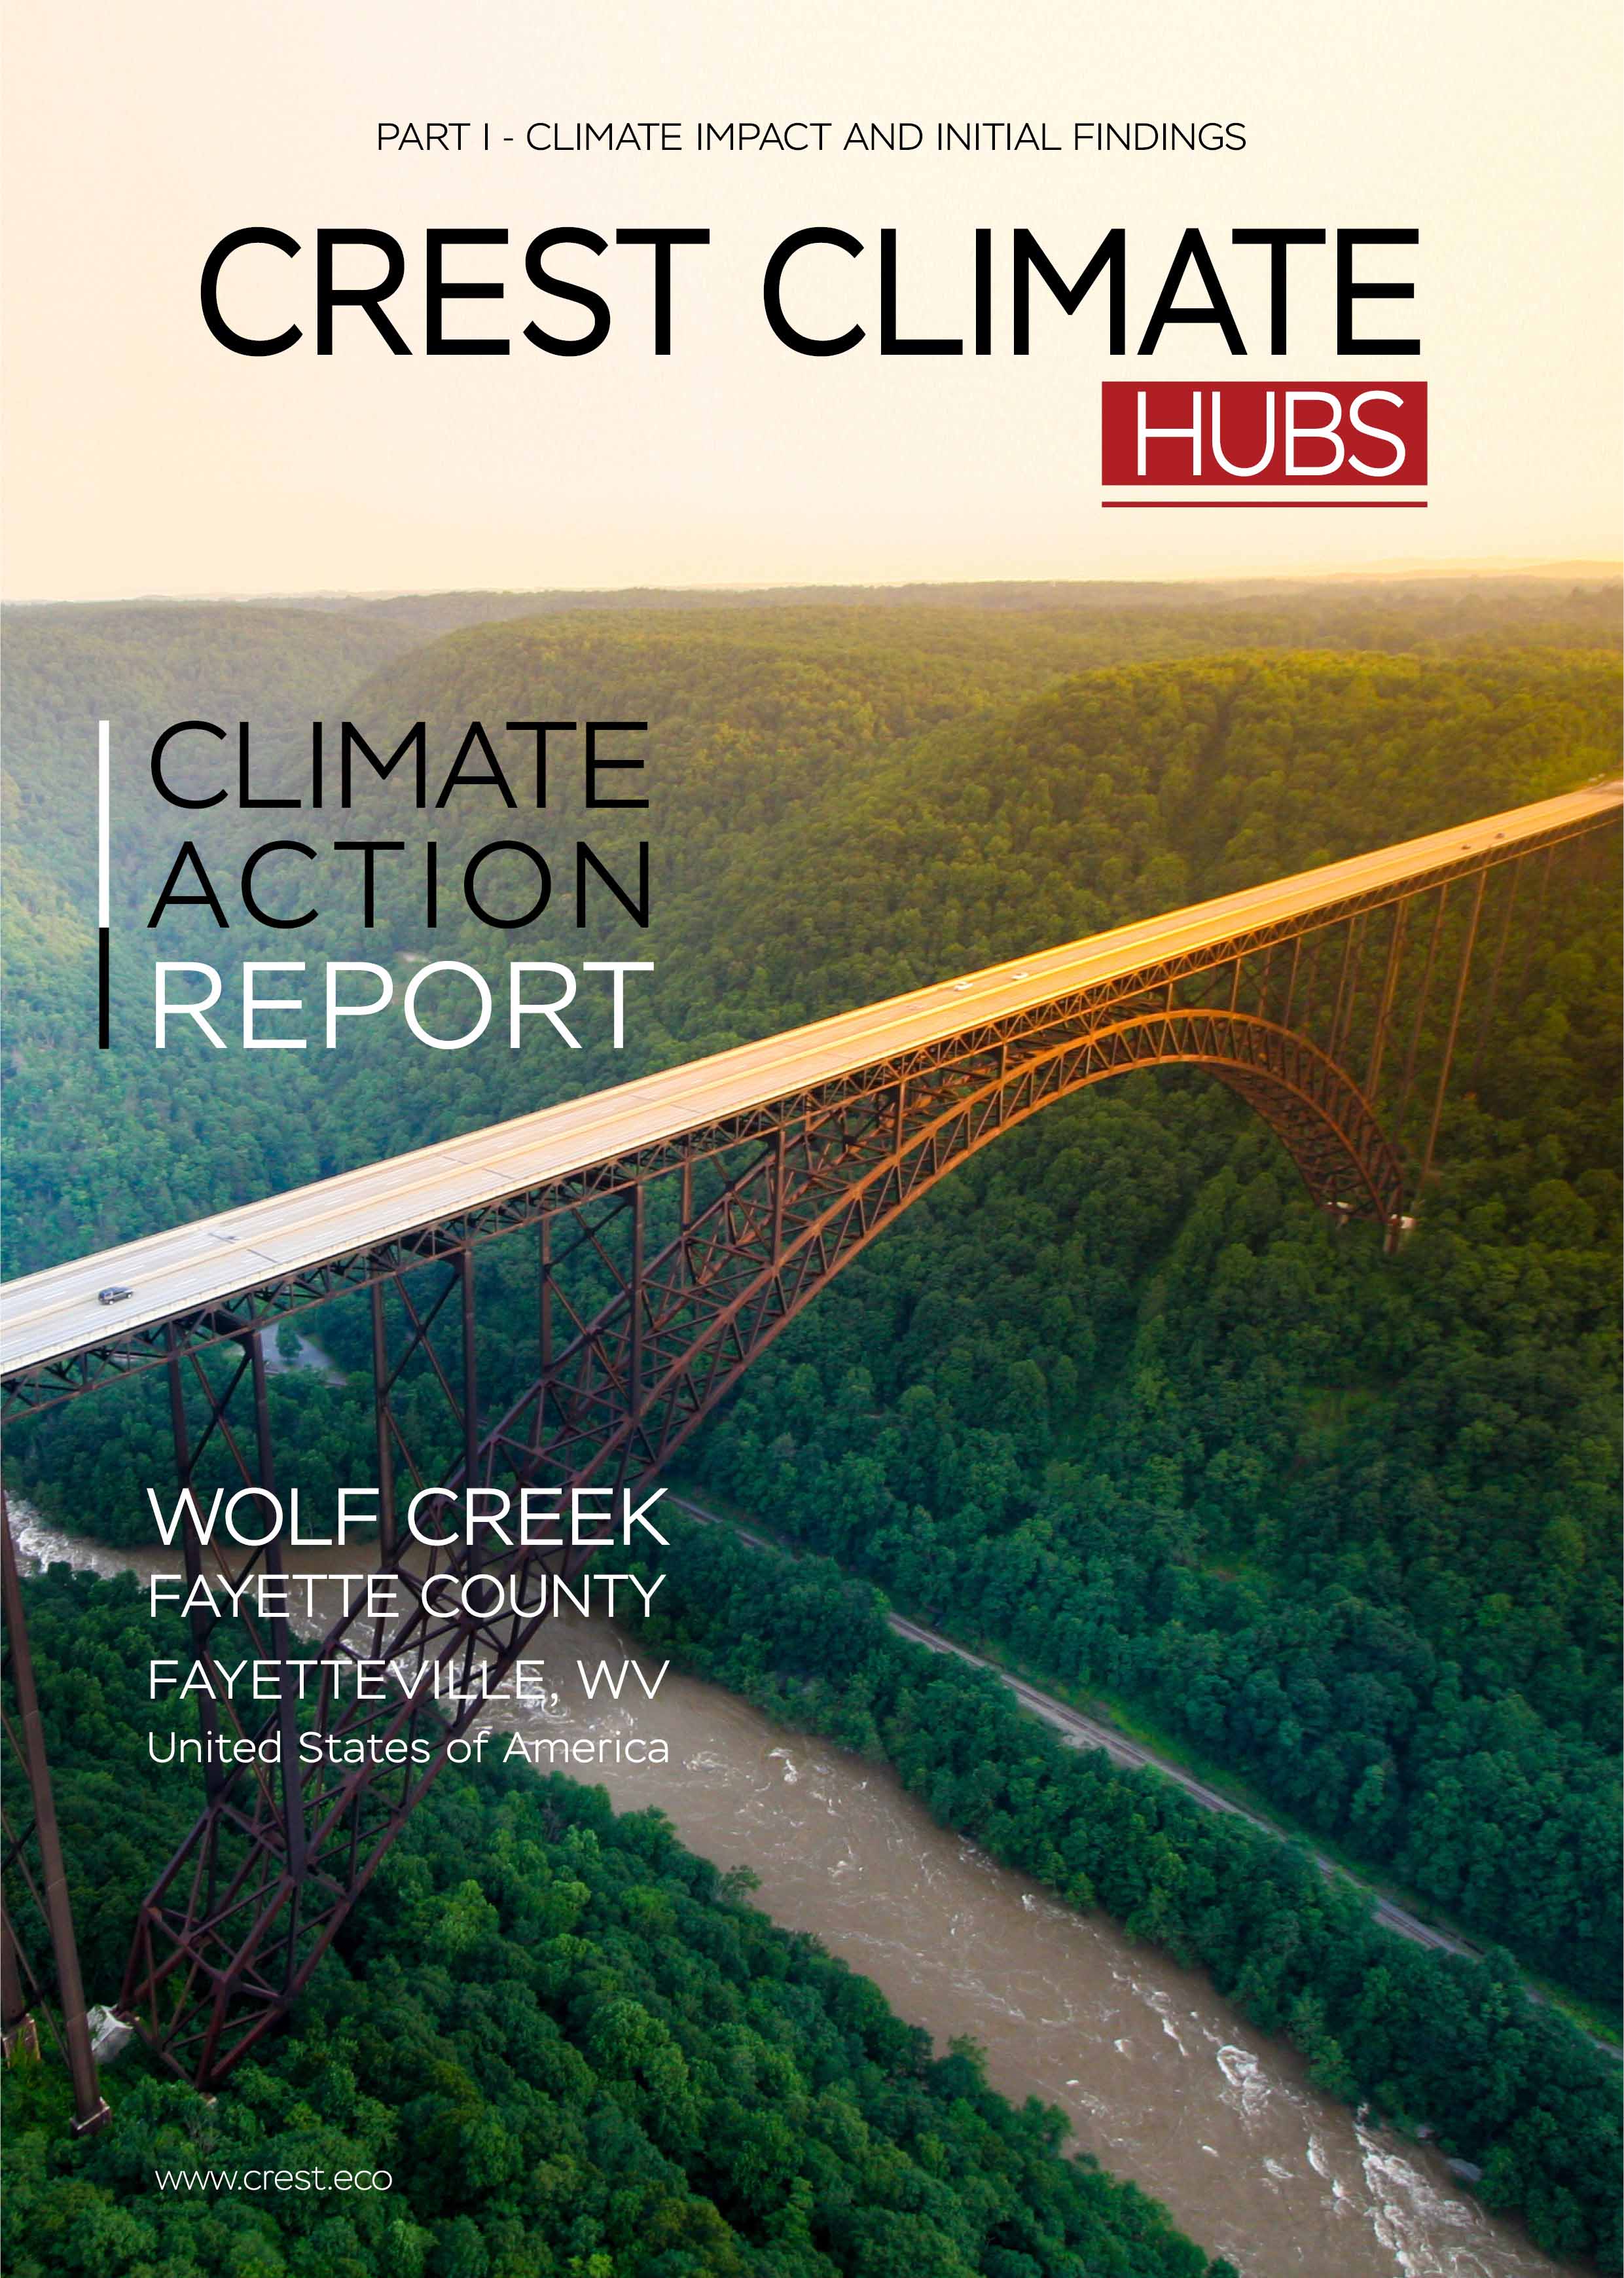 PART I - CLIMATE IMPACT AND INITIAL FINDINGS
CREST CLIMATE
HUBS
CLIMATE
ACTION
REPORT
WOLF CREEK
FAYETTE COUNTY
FAYETTEVILLE, WV
United States of America
www.crest.eco